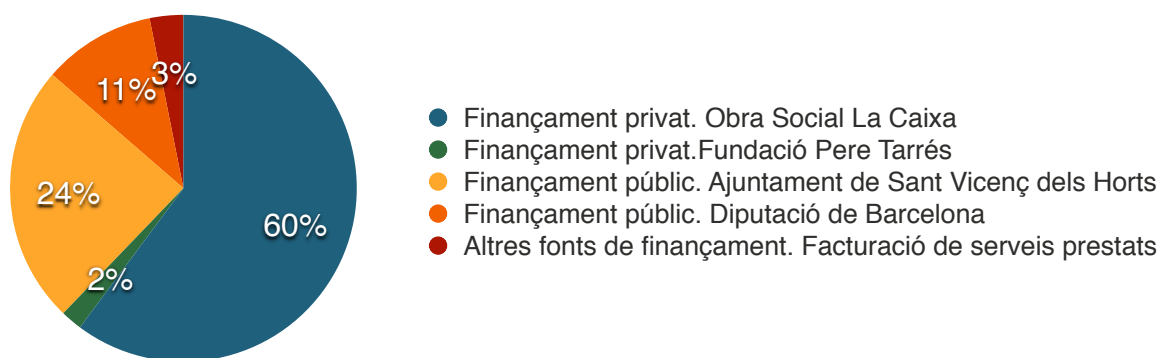 3%
11%
24%
60%
2%
Finançament privat. Obra Social La Caixa
Finançament privat.Fundació Pere Tarrés
Finançament públic. Ajuntament de Sant Vicenç dels Horts
Finançament públic. Diputació de Barcelona
Altres fonts de finançament. Facturació de serveis prestats